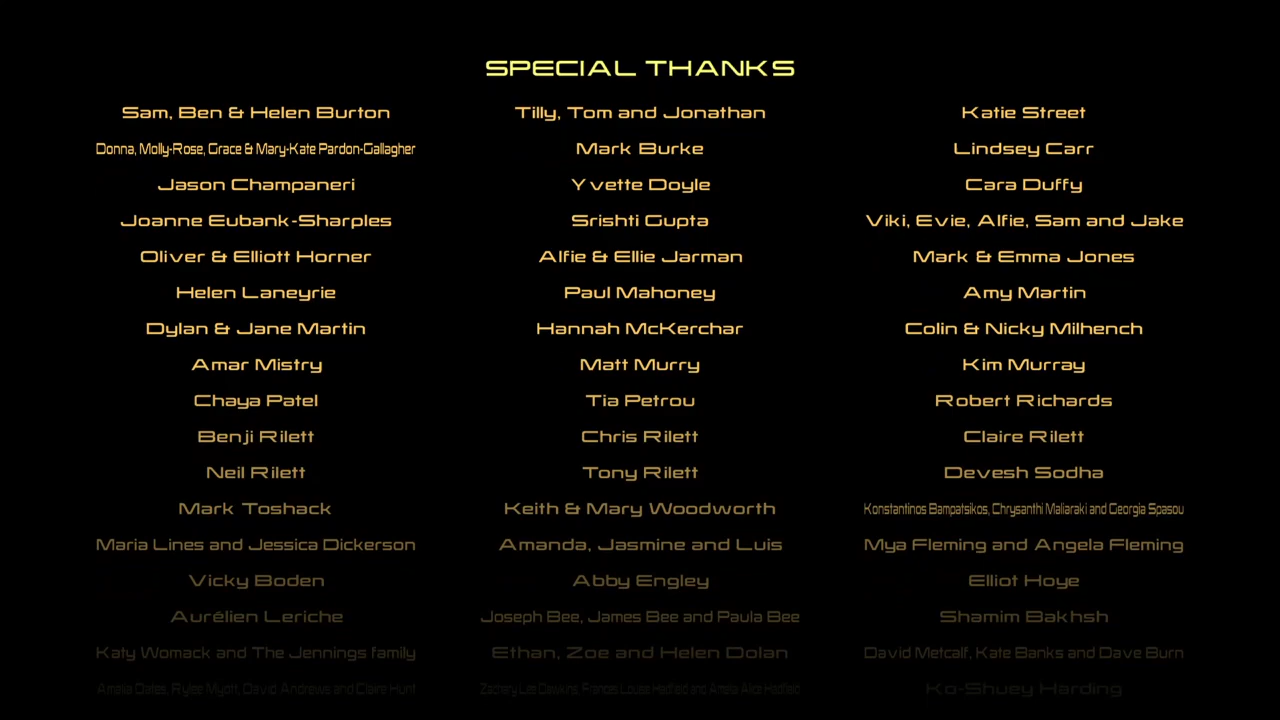 SPECIAL THANKS
Sam, Ben & Helen Burton
Tilly, Tom and Jonathan
Katie Street
Donna, Molly-Rose, Grace & Mary-Kate Pardon-Gallagher
Mark Burke
Lindsey Carr
Jason Champaneri
Yvette Doyle
Cara Duffy
Joanne Eubank-Sharples
Srishti Gupta
Viki, Evie, Alfie, Sam and Jake
Oliver & Elliott Horner
Alfie & Ellie Jarman
Mark & Emma Jones
Helen Laneyrie
Paul Mahoney
Amy Martin
Dylan & Jane Martin
Hannah McKerchar
Colin & Nicky Milhench
Amar Mistry
Matt Murry
Kim Murray
Chaya Patel
Tia Petrou
Robert Richards
Benji Rilett
Chris Rilett
Claire Rilett
Neil Rilett
Tony Rilett
Devesh Sodha
Mark Toshack
Keith & Mary Woodworth
Konstantinos Bampatsikos, Chrysanthi Maliaraki and Georgia Spasou
Maria Lines and Jessica Dickerson
Amanda, Jasmine and Luis
Mya Fleming and Angela Fleming
Vicky Boden
Abby Engley
Elliot Hoye
Aurélien Leriche
Joseph Bee, James Bee and Paula Bee
Shamim Bakhsh
Katy Womack and The Jennings family
Ethan, Zoe and Helen Dolan
David Metcalf, Kate Banks and Dave Burn
David Andrews and Claire Hunt
Ko-Shuey Harding